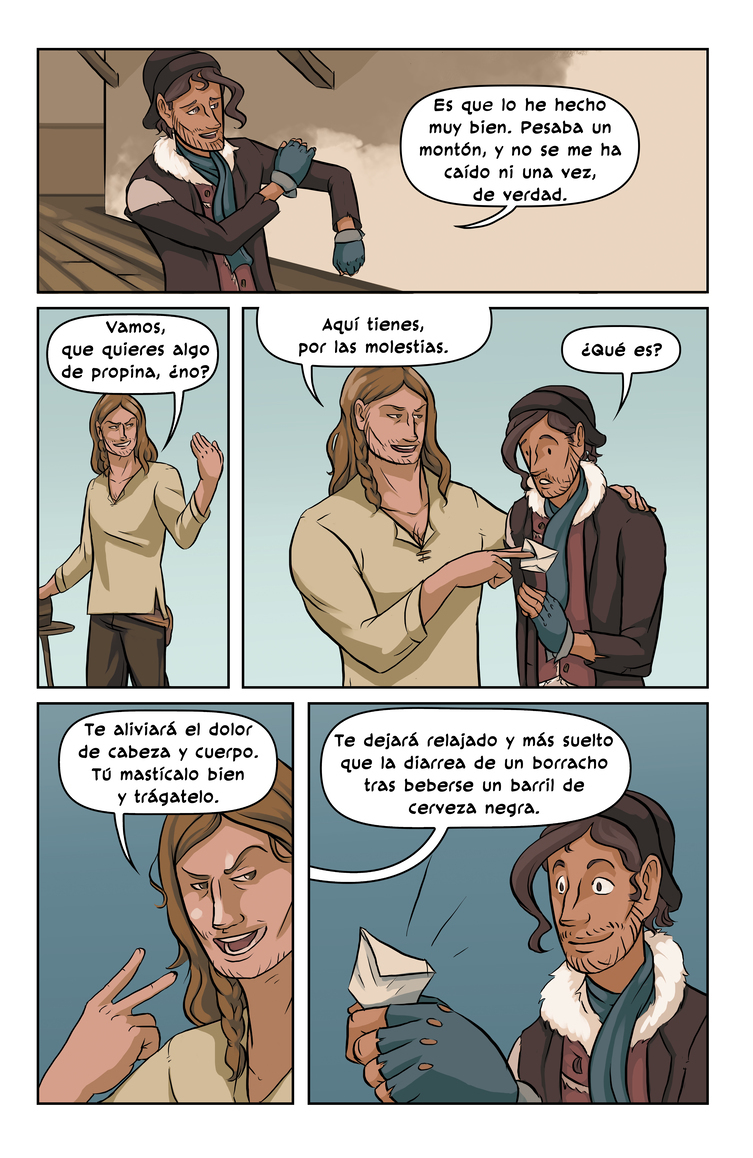 Es que lo he hecho
muy bien. Pesaba un
montón, y no se me ha
caído ni una vez,
de verdad.
Vamos,
que quieres algo
de propina, ¿no?
Aquí tienes,
por las molestias.
¿Qué es?
Te aliviará el dolor
de cabeza y cuerpo.
Tú mastícalo bien
y trágatelo.
Te dejará relajado y más suelto
que la diarrea de un borracho
tras beberse un barril de
cerveza negra.